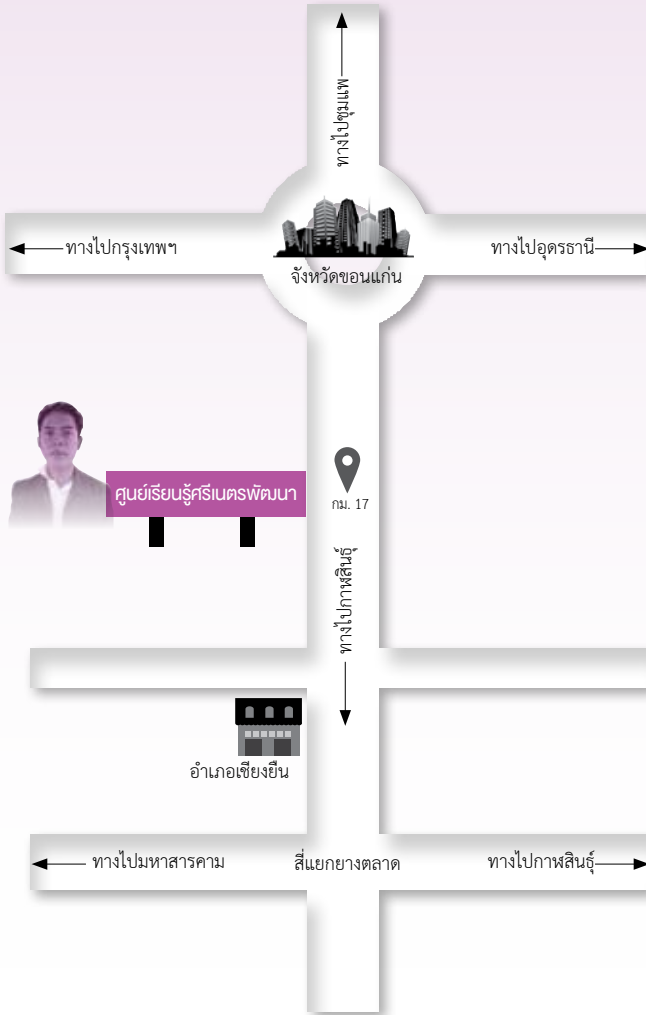 ทางไปชุมแพ
ทางไปกรุงเทพฯ
ทางไปอุดรธานี
จังหวัดขอนแก่น
ศูนย์เรียนรู้ศรีเนตรพัฒนา
กม. 17
ทางไปกาฬสินธุ์
อำเภอเชียงยืน
ทางไปมหาสารคาม
สี่แยกยางตลาด
ทางไปกาฬสินธุ์